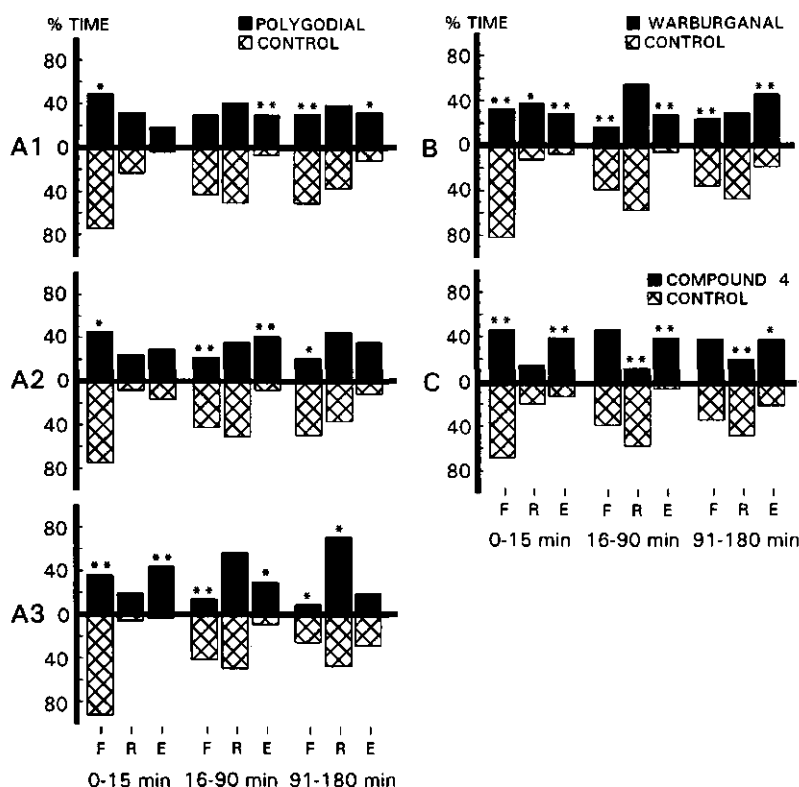 % TIME
POLYGODIAL
CONTROL
80
40
A1 0
40
80
80
40
A2 0
40
80
80
40
A3 0
40
80
* ** ** *
* ** ** *
** ** ** * * *
F R E F R E F R E
0-15 min 16-90 min 91-180 min
% TIME
WARBURGANAL
CONTROL
80
40
B 0
40
80
** * ** ** ** ** **
COMPOUND 4
CONTROL
80
40
C 0
40
80
** ** ** ** ** *
F R E F R E F R E
0-15 min 16-90 min 91-180 min